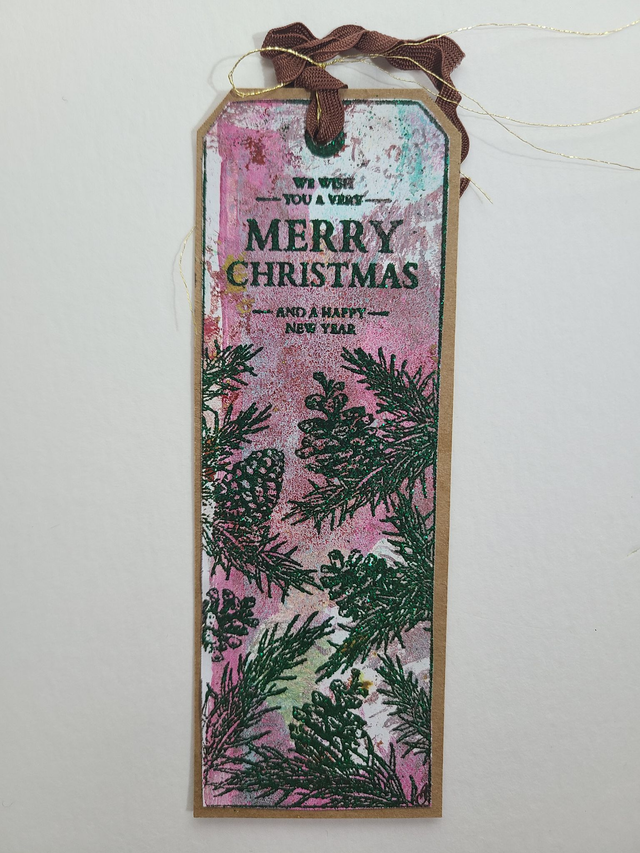 WE WISH
YOU A VERY
MERRY
CHRISTMAS
AND A HAPPY
NEW YEAR